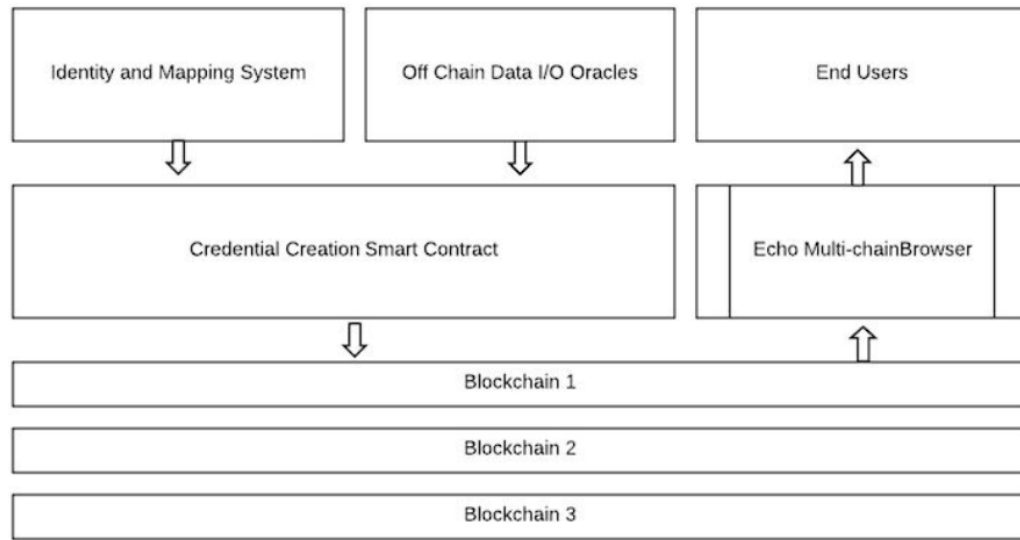 Identity and Mapping System
Off Chain Data I/O Oracles
End Users
Credential Creation Smart Contract
Echo Multi-chainBrowser
Blockchain 1
Blockchain 2
Blockchain 3